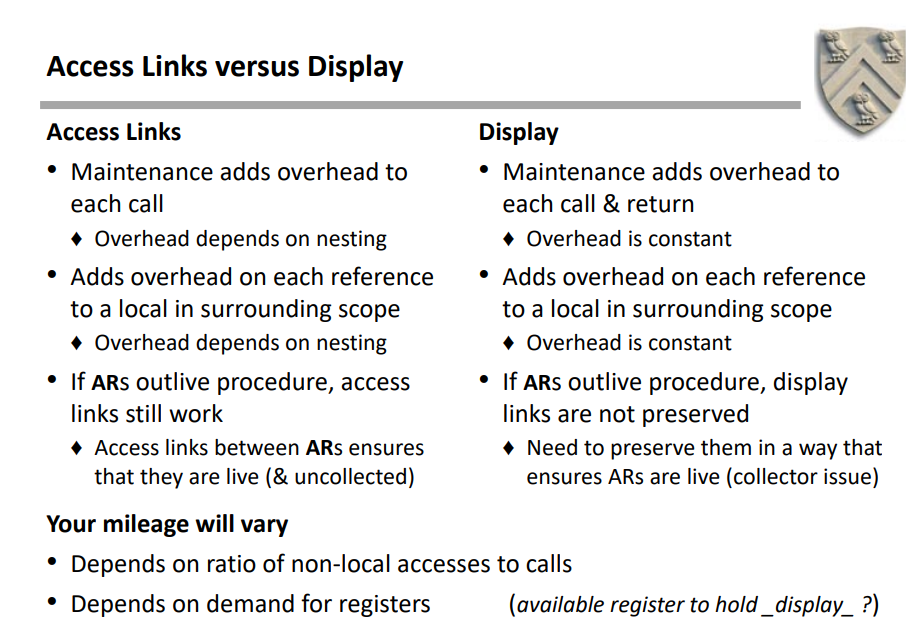 Access Links versus Display
Access Links
• Maintenance adds overhead to
each call
♦ Overhead depends on nesting
• Adds overhead on each reference
to a local in surrounding scope
♦ Overhead depends on nesting
• If ARs outlive procedure, access
links still work
♦ Access links between ARs ensures
that they are live (& uncollected)
Display
• Maintenance adds overhead to
each call & return
♦ Overhead is constant
• Adds overhead on each reference
to a local in surrounding scope
♦ Overhead is constant
• If ARs outlive procedure, display
links are not preserved
♦ Need to preserve them in a way that
ensures ARs are live (collector issue)
Your mileage will vary
• Depends on ratio of non-local accesses to calls
• Depends on demand for registers (available register to hold _display_ ?)